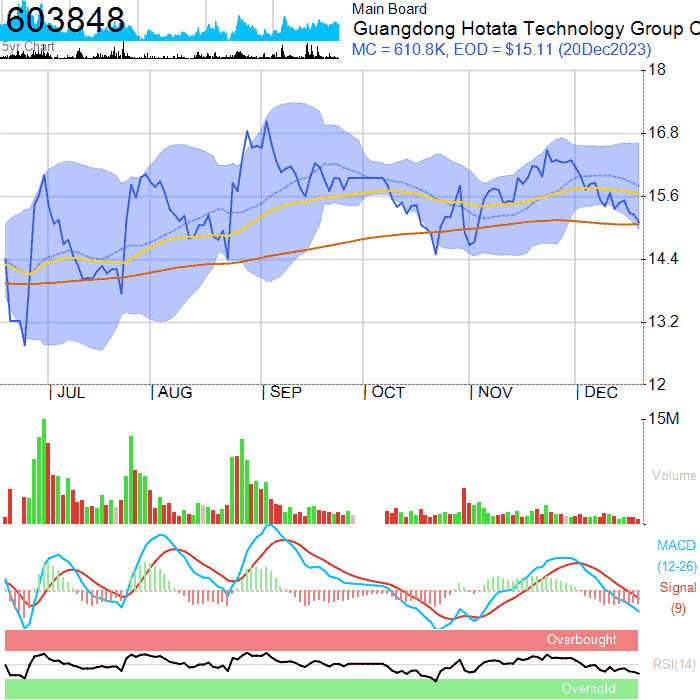 603848
5yr Chart
Main Board
Guangdong Hotata Technology Group C
MC = 610.8K, EOD = $15.11 (20Dec2023)
18
16.8
15.6
14.4
13.2
12
JUL AUG SEP OCT NOV DEC
15M
Volume
MACD
(12-26)
Signal
(9)
Overbought
RSI(14)
Oversold